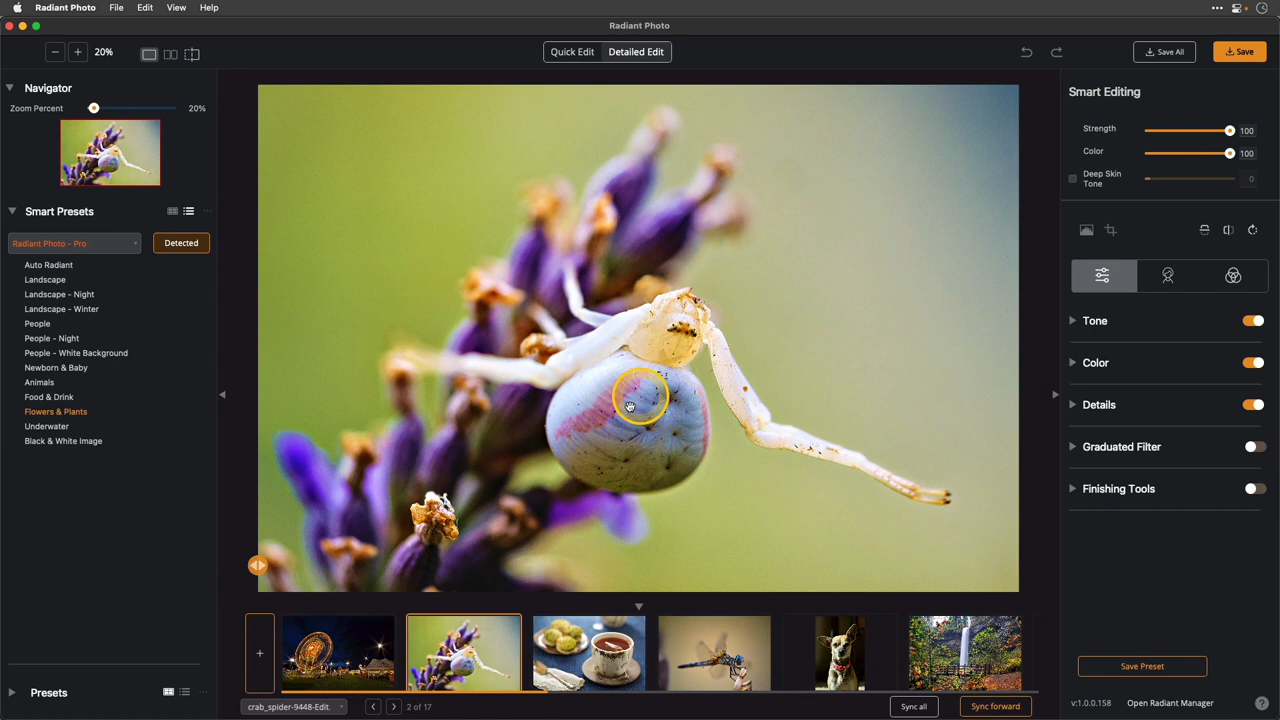 Radiant Photo File Edit View Help
Radiant Photo
20%
Quick Edit Detailed Edit
Save All
Save
Navigator
Zoom Percent 20%
Smart Presets
Radiant Photo - Pro
Detected
Auto Radiant
Landscape
Landscape - Night
Landscape - Winter
People
People - Night
People - White Background
Newborn & Baby
Animals
Food & Drink
Flowers & Plants
Underwater
Black & White Image
Presets
Smart Editing
Strength 100
Color 100
Deep Skin
Tone 0
Tone
Color
Details
Graduated Filter
Finishing Tools
Save Preset
crab_spider-9448-Edit.
2 of 17
Sync all
Sync forward
v:1.0.0.158
Open Radiant Manager
?